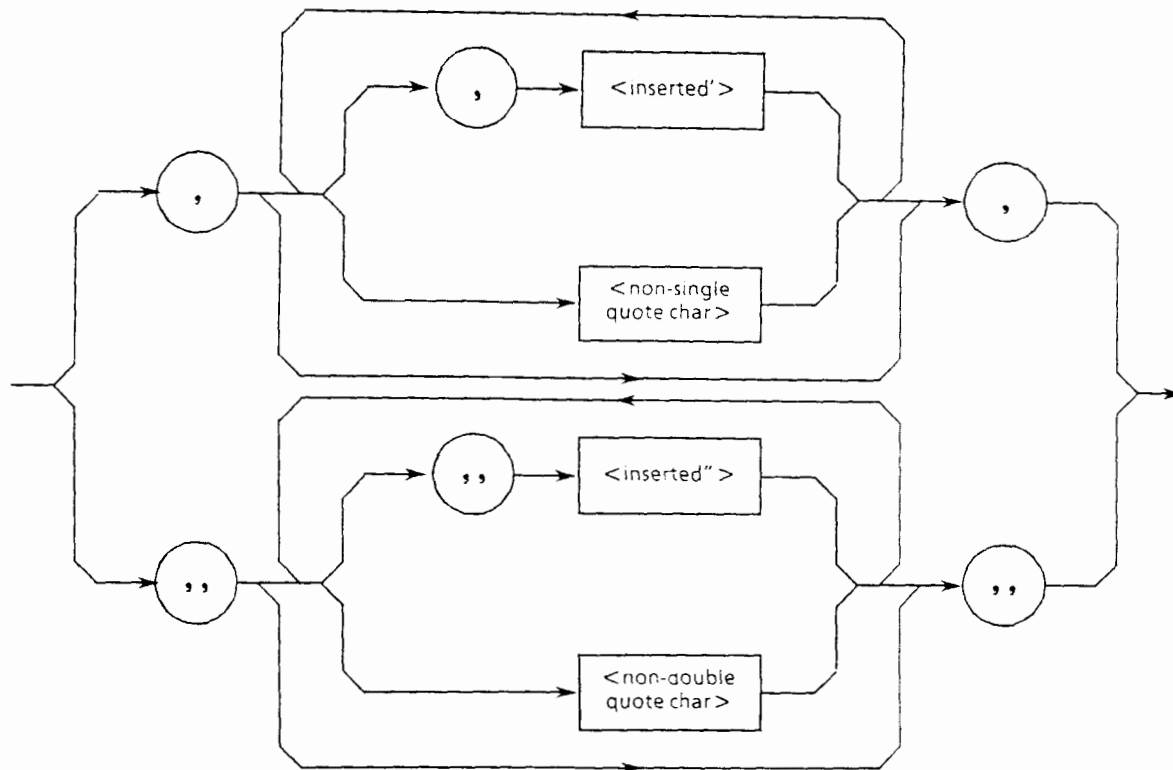 ,
<inserted'>
,
,
<non-single
quote char>
,,
<inserted">
,,
,,
<non-double
quote char>